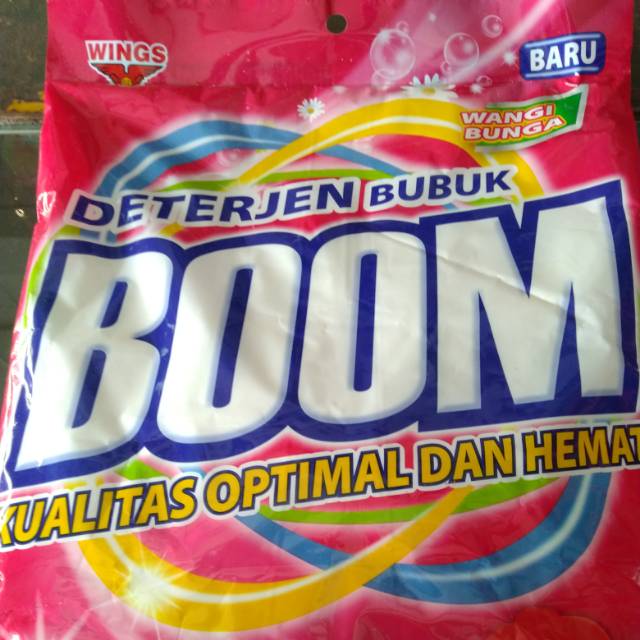 WINGS
BARU
WANGI
BUNGA
DETERJEN BUBUK
BOOM
KUALITAS OPTIMAL DAN HEMAT